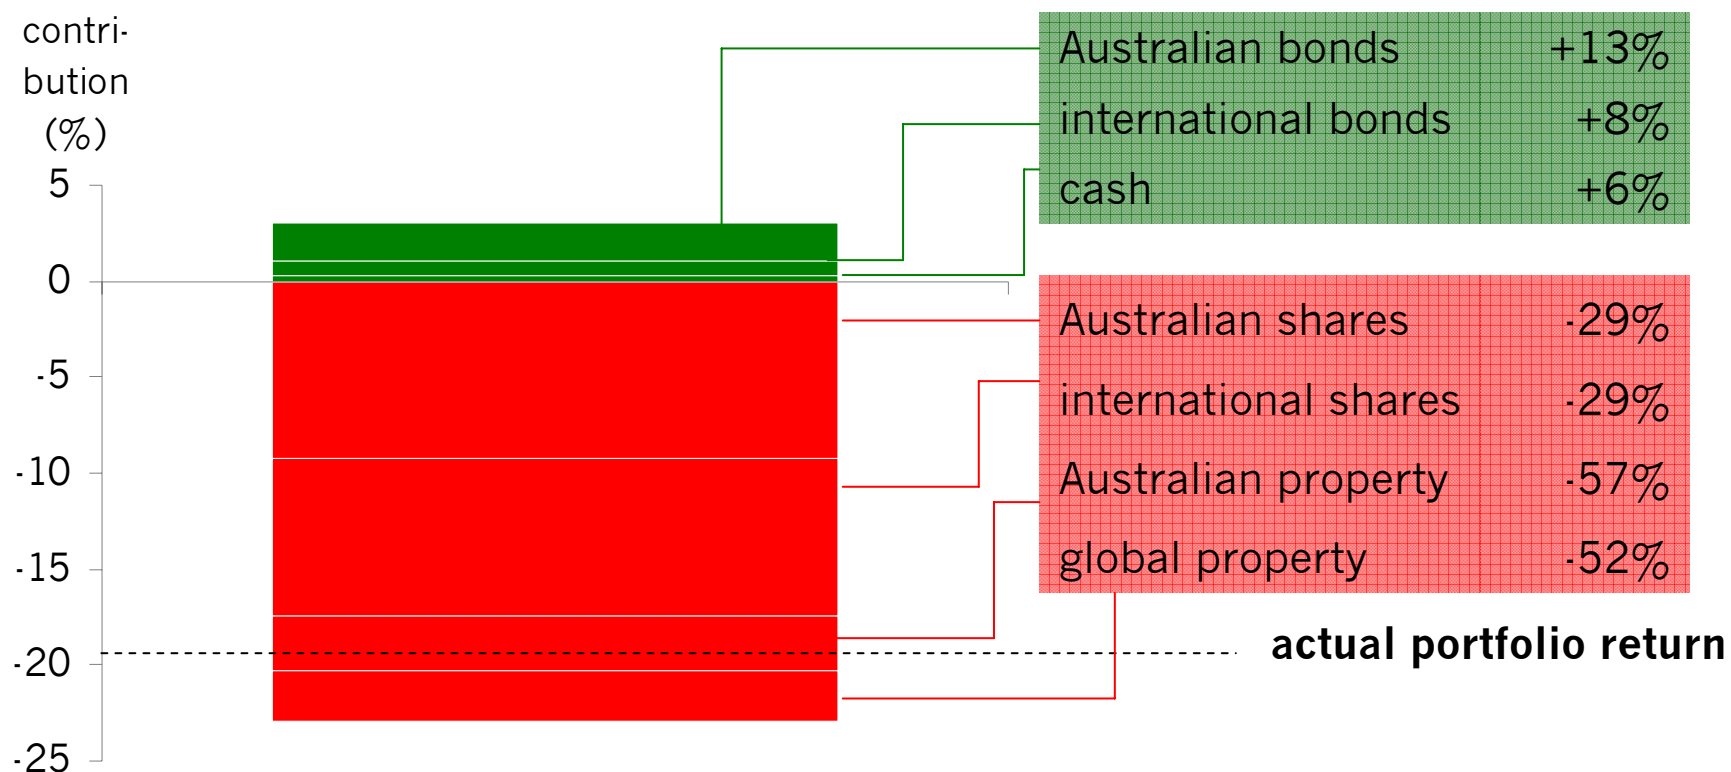 contri-
bution
(%)
5
0
-5
-10
-15
-20
-25
Australian bonds +13%
international bonds +8%
cash +6%
Australian shares -29%
international shares -29%
Australian property -57%
global property -52%
actual portfolio return